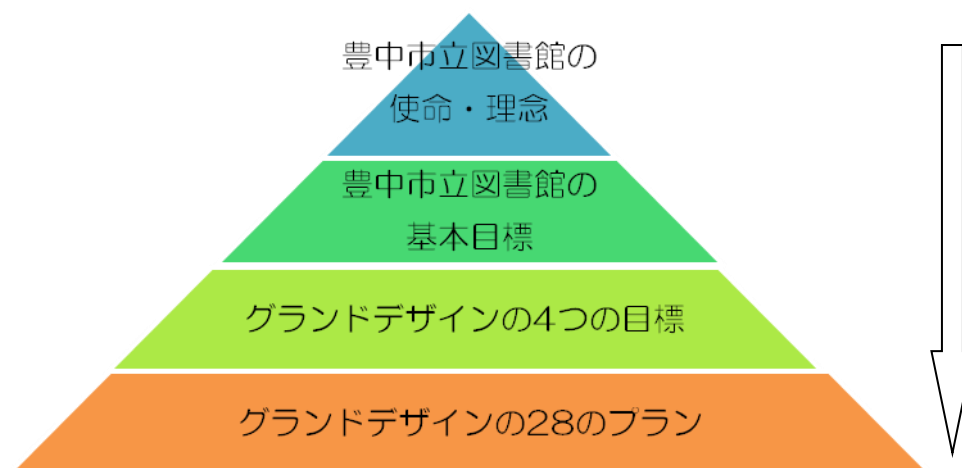 豊中市立図書館の
使命・理念
豊中市立図書館の
基本目標
グランドデザインの4つの目標
グランドデザインの28のプラン